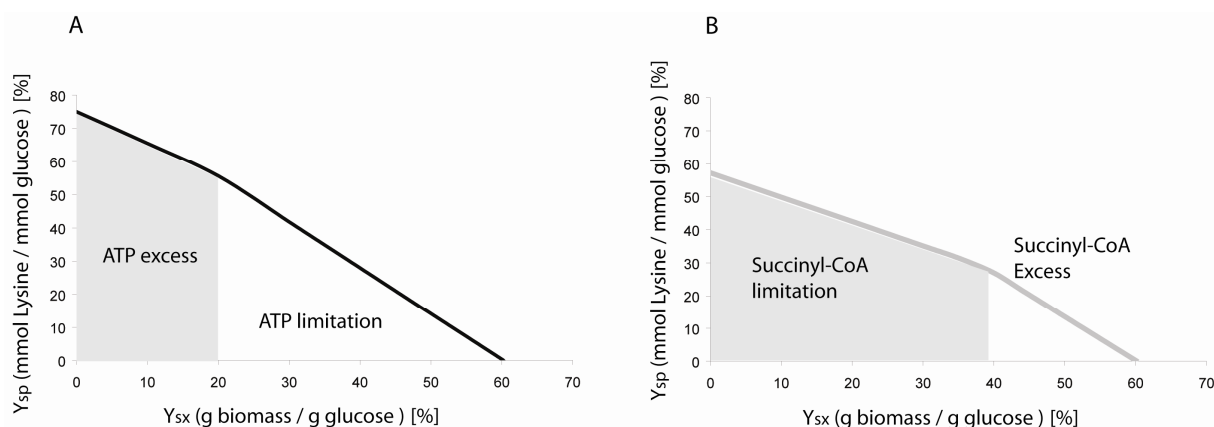 A
Ysp (mmol Lysine / mmol glucose ) [%]
80
70
60
50
40
30
20
10
0
ATP excess
ATP limitation
0 10 20 30 40 50 60 70
Ysx (g biomass / g glucose ) [%]
B
Ysp (mmol Lysine / mmol glucose ) [%]
80
70
60
50
40
30
20
10
0
Succinyl-CoA
limitation
Succinyl-CoA
Excess
0 10 20 30 40 50 60 70
Ysx (g biomass / g glucose ) [%]